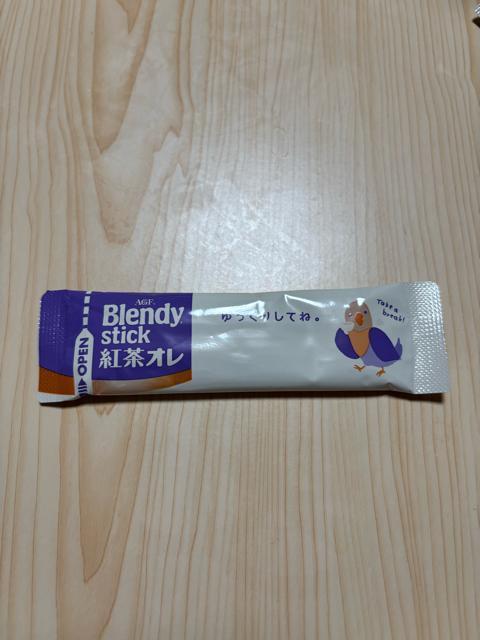 AGF
Blendy
stick
紅茶オレ
OPEN
ゆっくりしてね。
Take a
break!